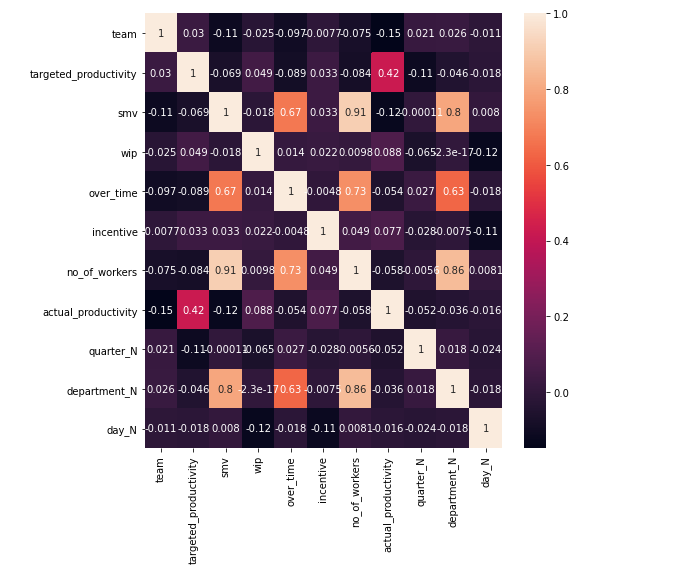 team 1 0.03 -0.11 -0.025 -0.097 -0.0077 -0.075 -0.15 0.021 0.026 -0.011
targeted_productivity 0.03 1 -0.069 0.049 -0.089 0.033 -0.084 0.42 -0.11 -0.046 -0.018
smv -0.11 -0.069 1 -0.018 0.67 0.033 0.91 -0.12 -0.00011 0.8 0.008
wip -0.025 0.049 -0.018 1 0.014 0.022 0.0098 0.088 -0.065 -2.3e-17 -0.12
over_time -0.097 -0.089 0.67 0.014 1 -0.0048 0.73 -0.054 0.027 0.63 -0.018
incentive -0.0077 0.033 0.033 0.022 -0.0048 1 0.049 0.077 -0.028 -0.0075 -0.11
no_of_workers -0.075 -0.084 0.91 0.0098 0.73 0.049 1 -0.058 -0.0056 0.86 0.0081
actual_productivity -0.15 0.42 -0.12 0.088 -0.054 0.077 -0.058 1 -0.052 -0.036 -0.016
quarter_N 0.021 -0.11 -0.00011 -0.065 0.027 -0.028 -0.0056 -0.052 1 0.018 -0.024
department_N 0.026 -0.046 0.8 -2.3e-17 0.63 -0.0075 0.86 -0.036 0.018 1 -0.018
day_N -0.011 -0.018 0.008 -0.12 -0.018 -0.11 0.0081 -0.016 -0.024 -0.018 1
team targeted_productivity smv wip over_time incentive no_of_workers actual_productivity quarter_N department_N day_N
1.0
0.8
0.6
0.4
0.2
0.0